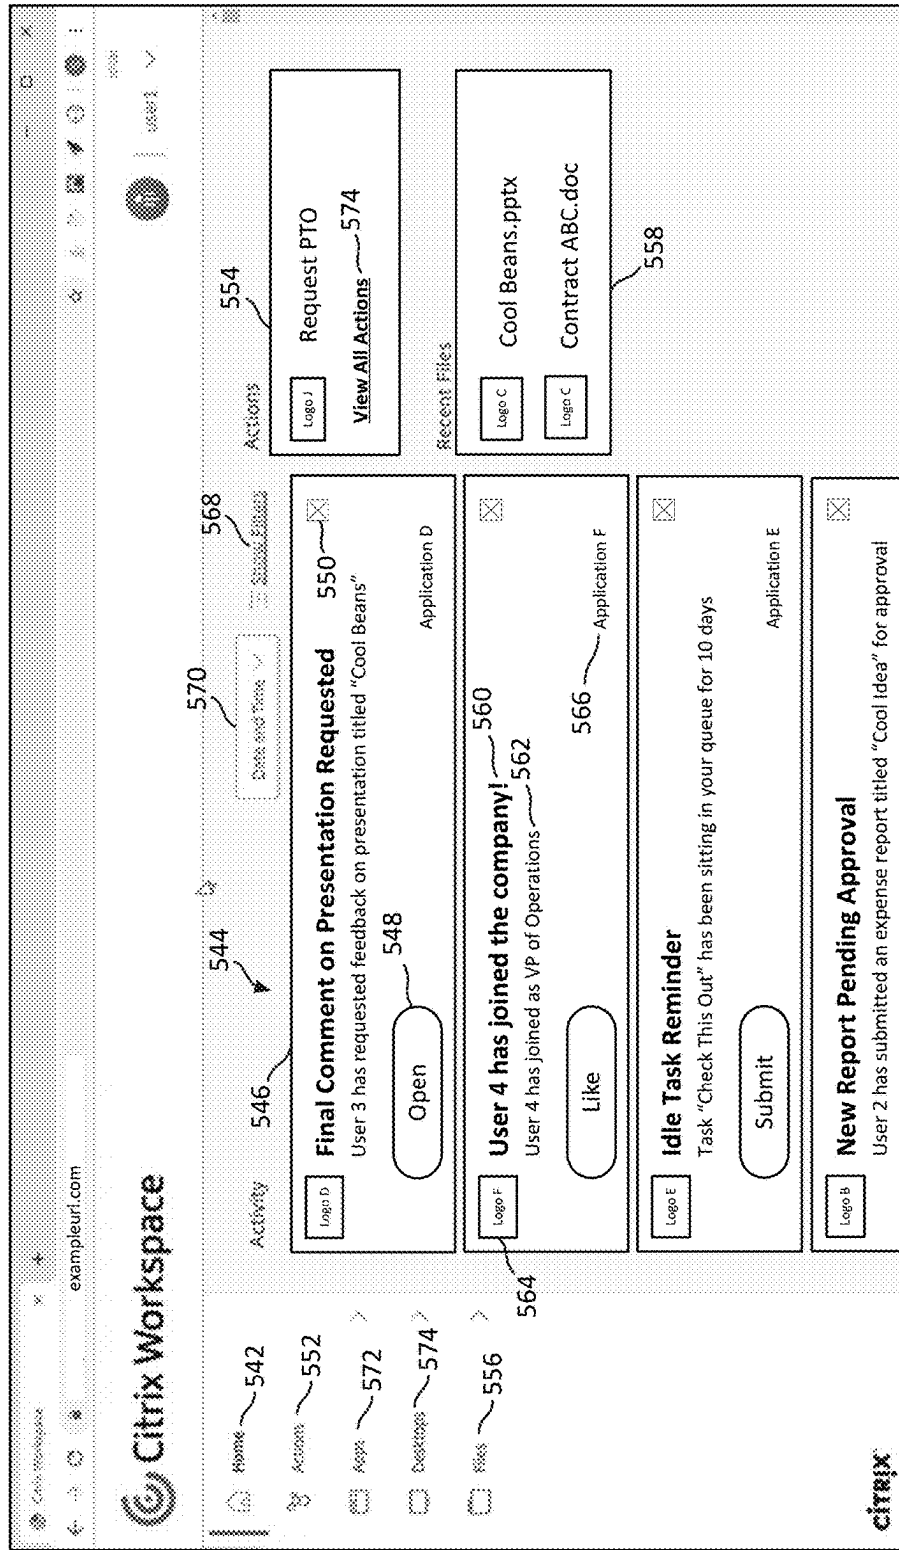 Citrix Workspace
exampleurl.com
Citrix Workspace
user1
Home 542
Actions 552
Apps 572
Desktops 574
Files 556
citrix
Activity
544
570
Date and Time
568
Show Filters
546
Logo D
Final Comment on Presentation Requested
550
User 3 has requested feedback on presentation titled "Cool Beans"
Open
548
Application D
Logo F
564
User 4 has joined the company!
560
User 4 has joined as VP of Operations
562
Like
566
Application F
Logo E
Idle Task Reminder
Task "Check This Out" has been sitting in your queue for 10 days
Submit
Application E
Logo B
New Report Pending Approval
User 2 has submitted an expense report titled "Cool Idea" for approval
Actions
554
Logo J
Request PTO
View All Actions
574
Recent Files
Logo C
Cool Beans.pptx
Logo C
Contract ABC.doc
558